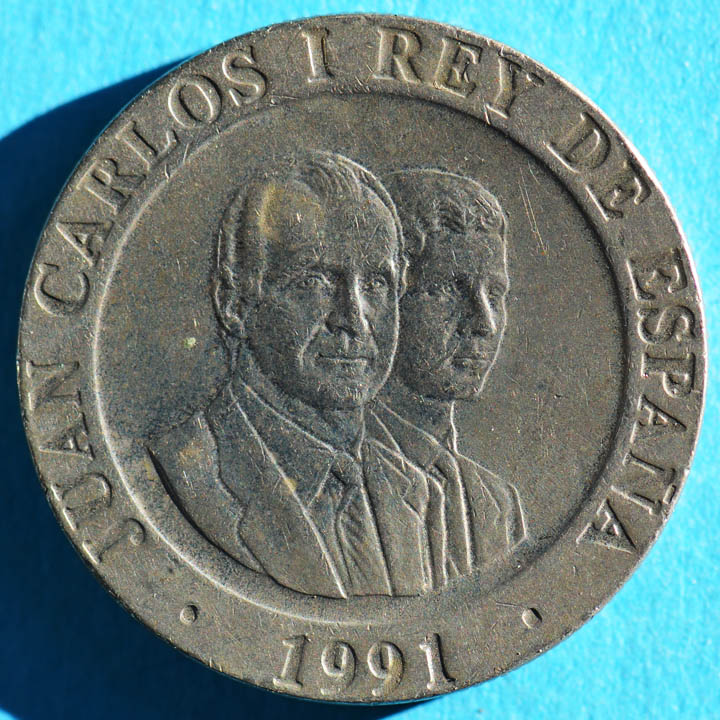 JUAN CARLOS I REY DE ESPAÑA
· 1991 ·